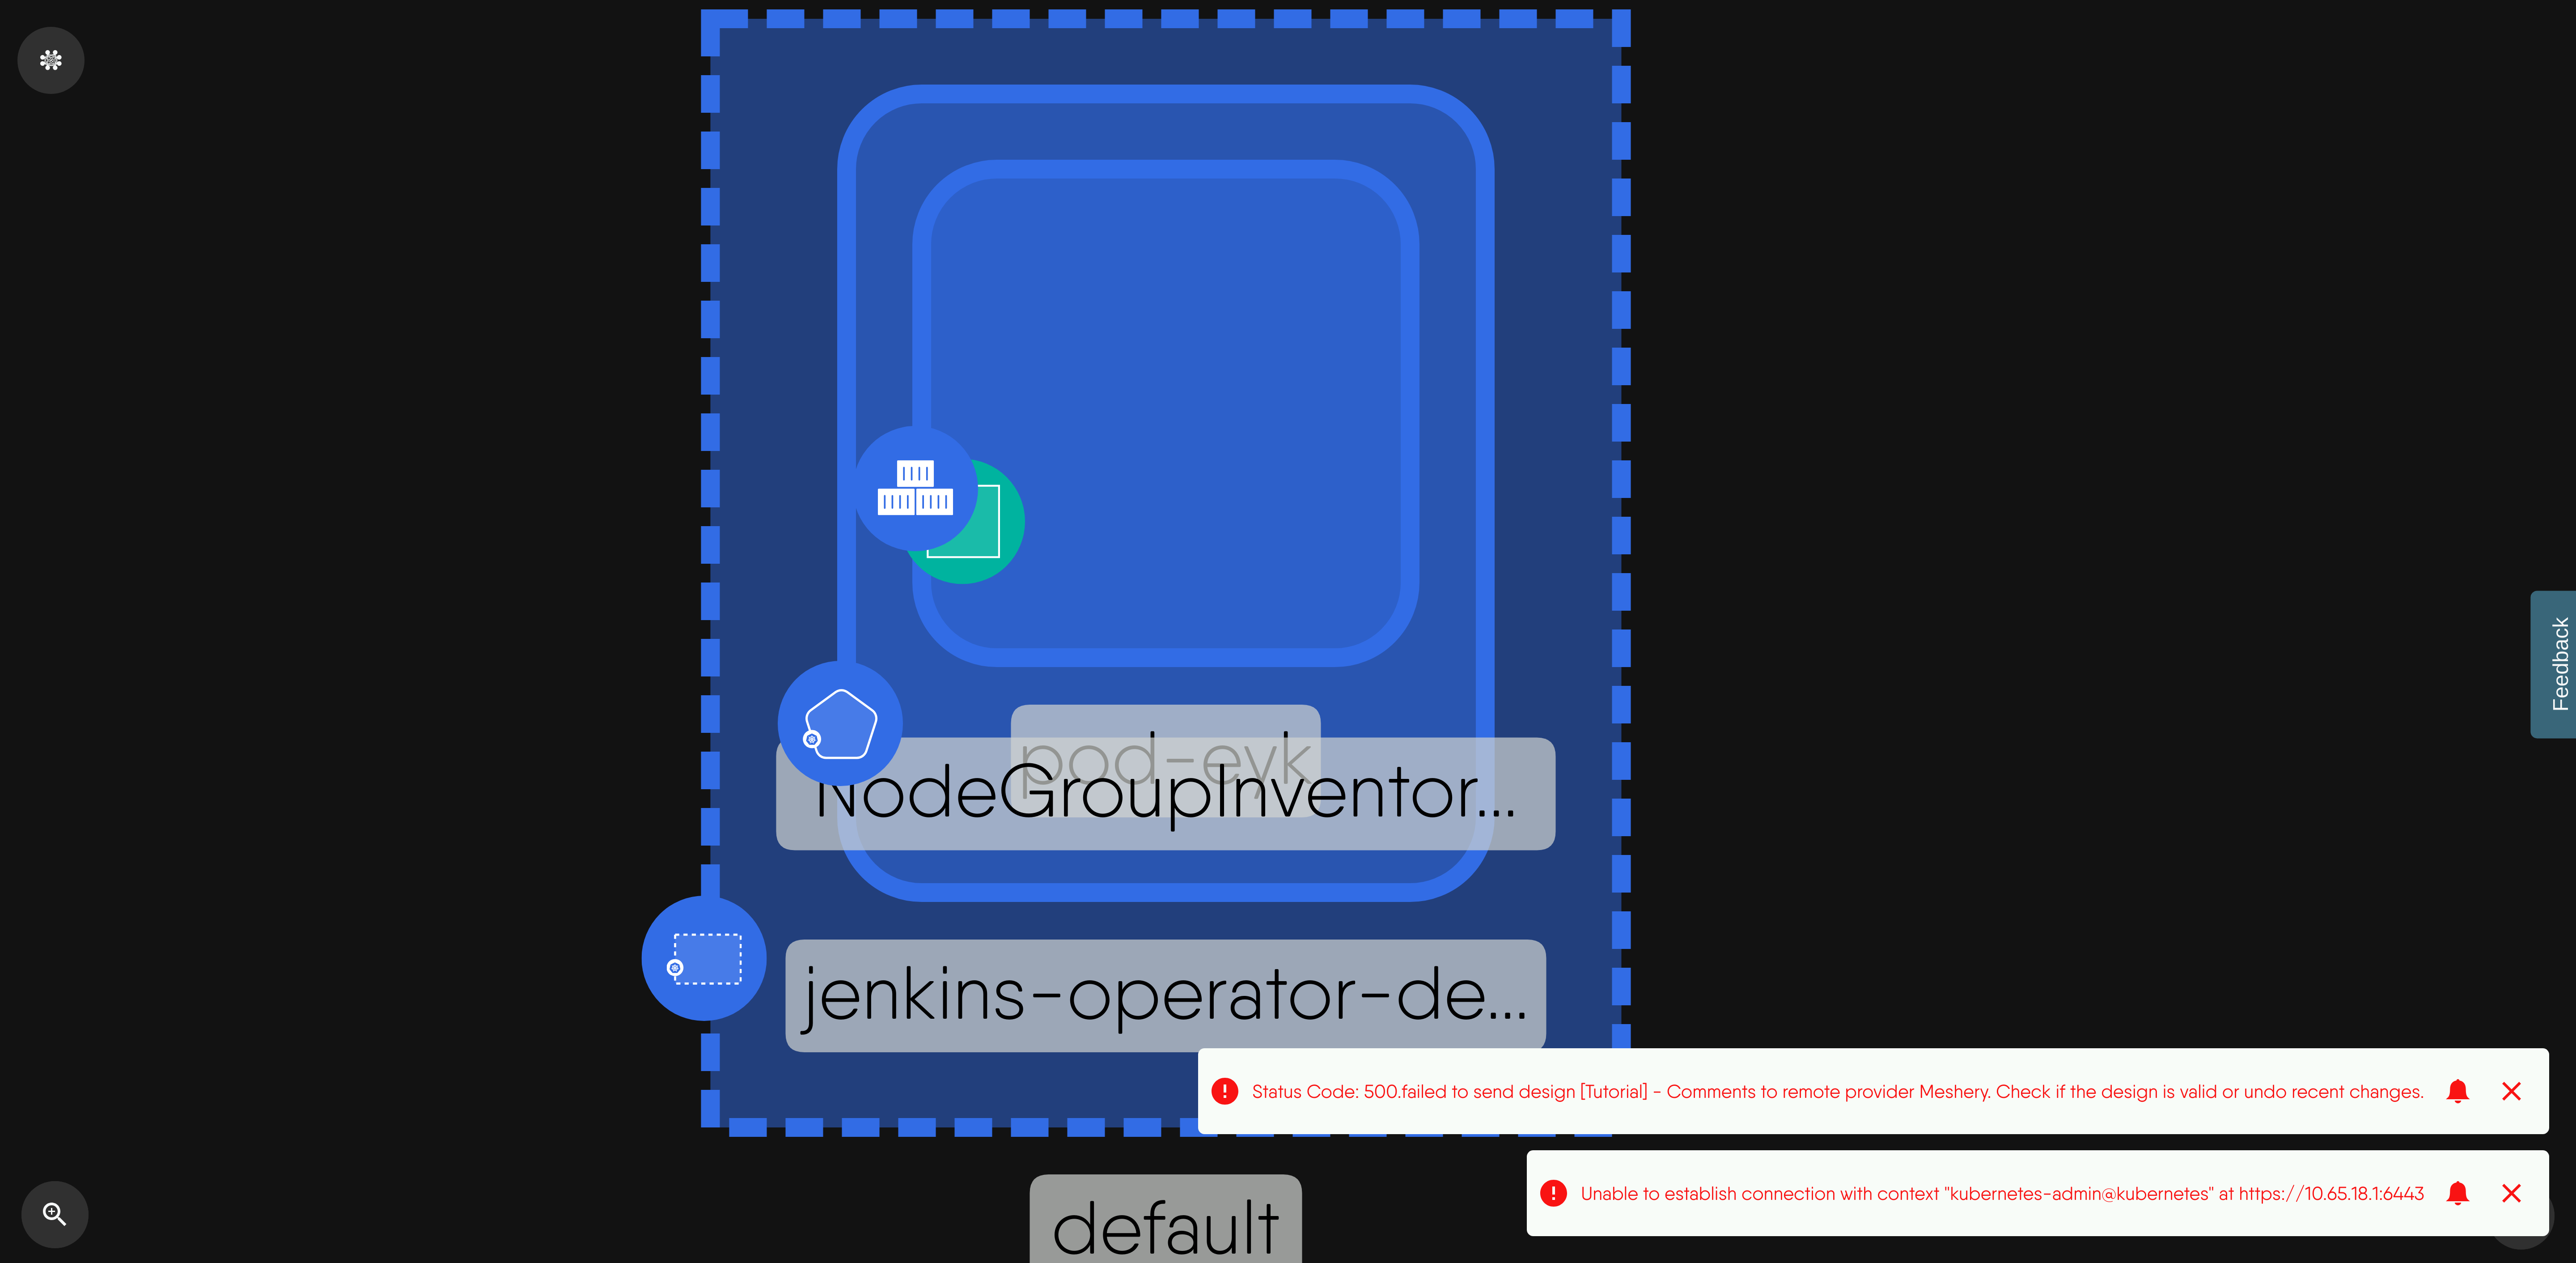 pod-eyk
NodeGroupInventor...
jenkins-operator-de...
default
Feedback
Status Code: 500.failed to send design [Tutorial] - Comments to remote provider Meshery. Check if the design is valid or undo recent changes.
Unable to establish connection with context "kubernetes-admin@kubernetes" at https://10.65.18.1:6443